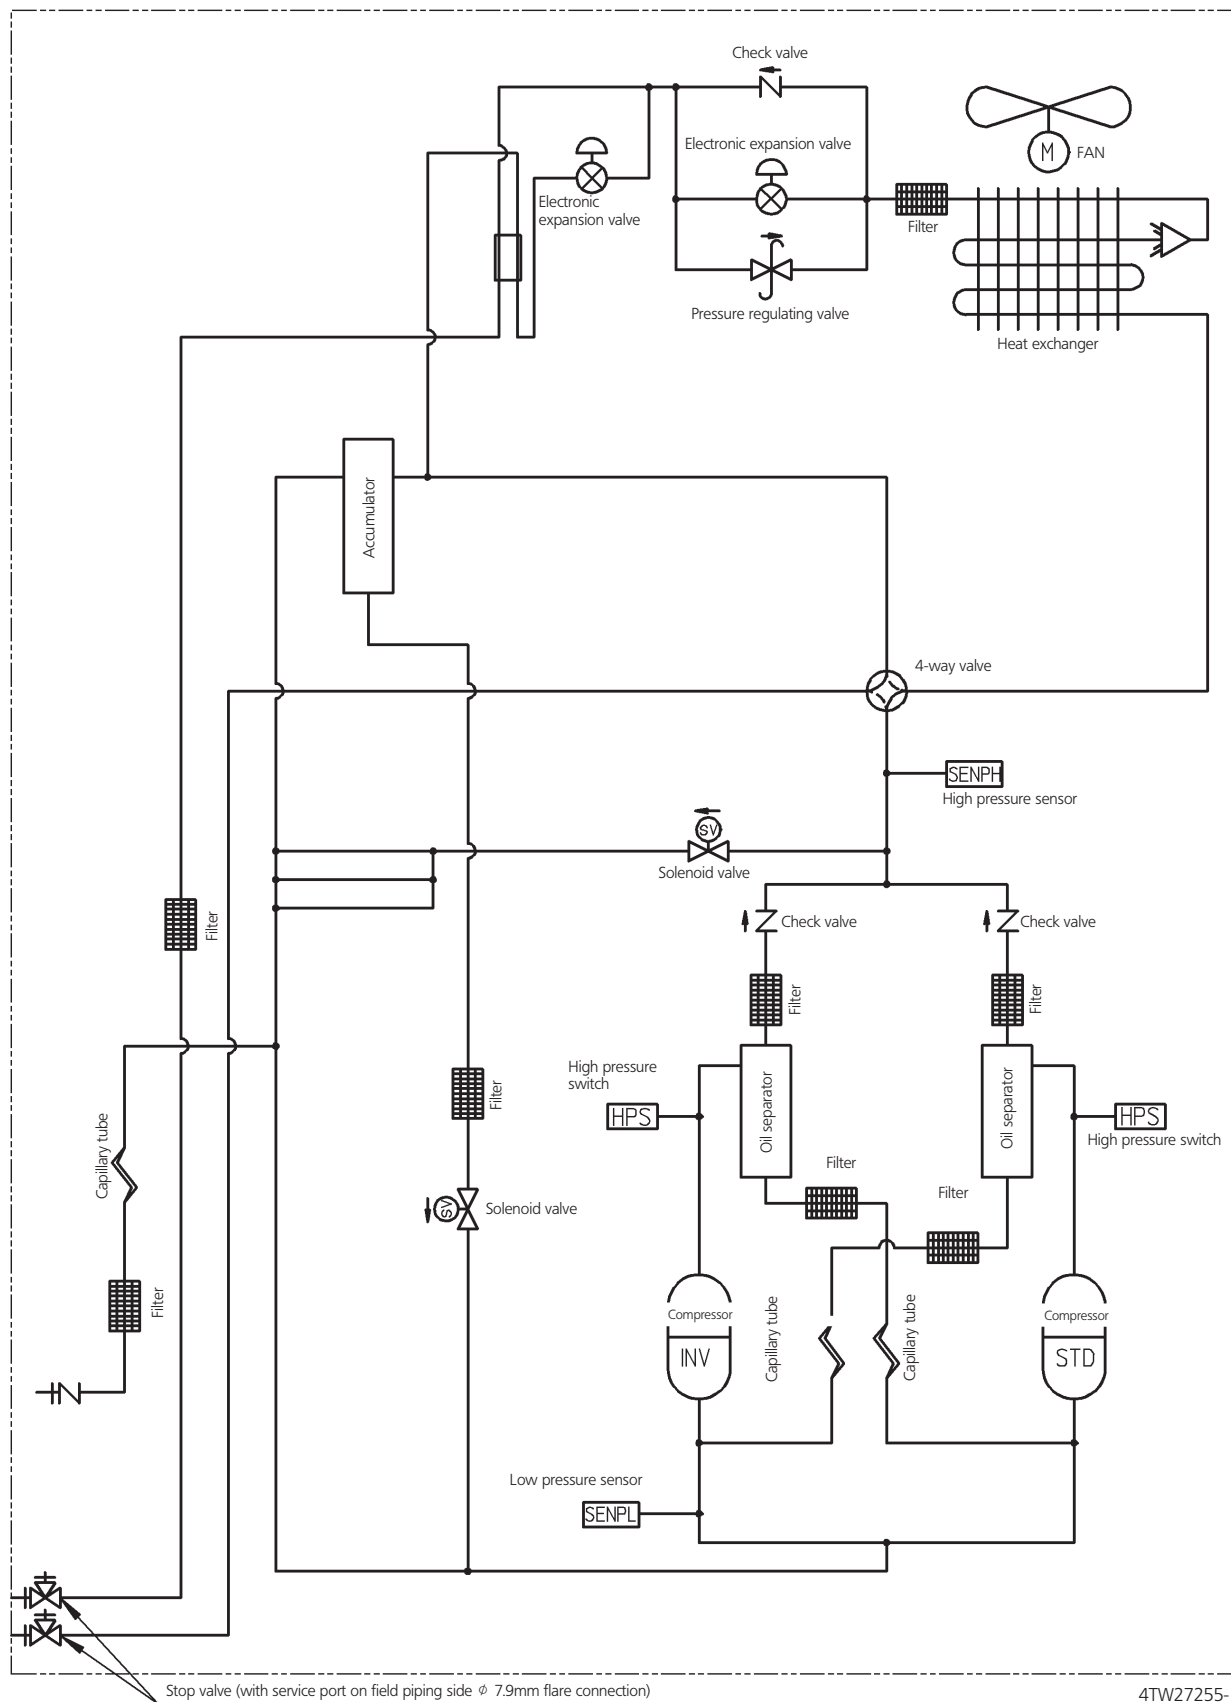 Check valve
Electronic expansion valve
M
FAN
Electronic
expansion valve
Filter
Pressure regulating valve
Heat exchanger
Accumulator
4-way valve
SENPH
High pressure sensor
SV
Solenoid valve
Filter
Check valve
Check valve
Filter
Filter
High pressure
switch
HPS
Oil separator
Oil separator
HPS
High pressure switch
Filter
Capillary tube
Filter
Filter
SV
Solenoid valve
Filter
Capillary tube
Capillary tube
Compressor
INV
Compressor
STD
Low pressure sensor
SENPL
Stop valve (with service port on field piping side ϕ 7.9mm flare connection)
4TW27255-